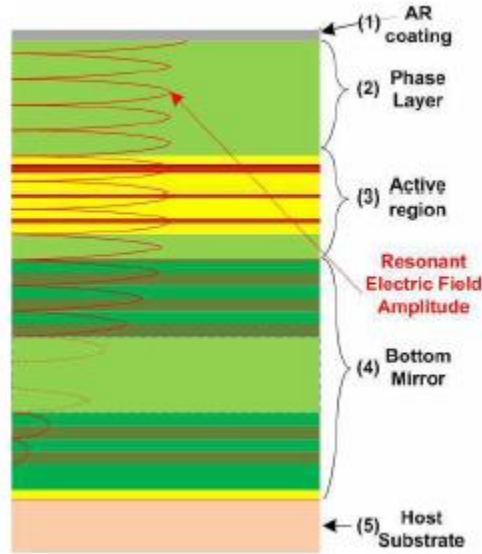 (1) AR
coating
(2) Phase
Layer
(3) Active
region
Resonant
Electric Field
Amplitude
(4) Bottom
Mirror
(5) Host
Substrate